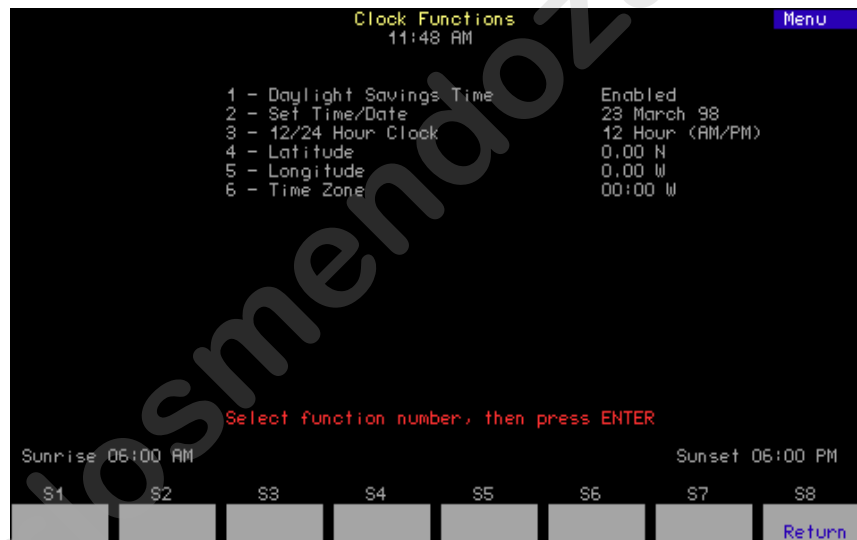 Clock Functions
Menu
11:48 AM
1 - Daylight Savings Time Enabled
2 - Set Time/Date 23 March 98
3 - 12/24 Hour Clock 12 Hour (AM/PM)
4 - Latitude 0.00 N
5 - Longitude 0.00 W
6 - Time Zone 00:00 W
Select function number, then press ENTER
Sunrise 06:00 AM Sunset 06:00 PM
S1 S2 S3 S4 S5 S6 S7 S8
Return
losmendoza